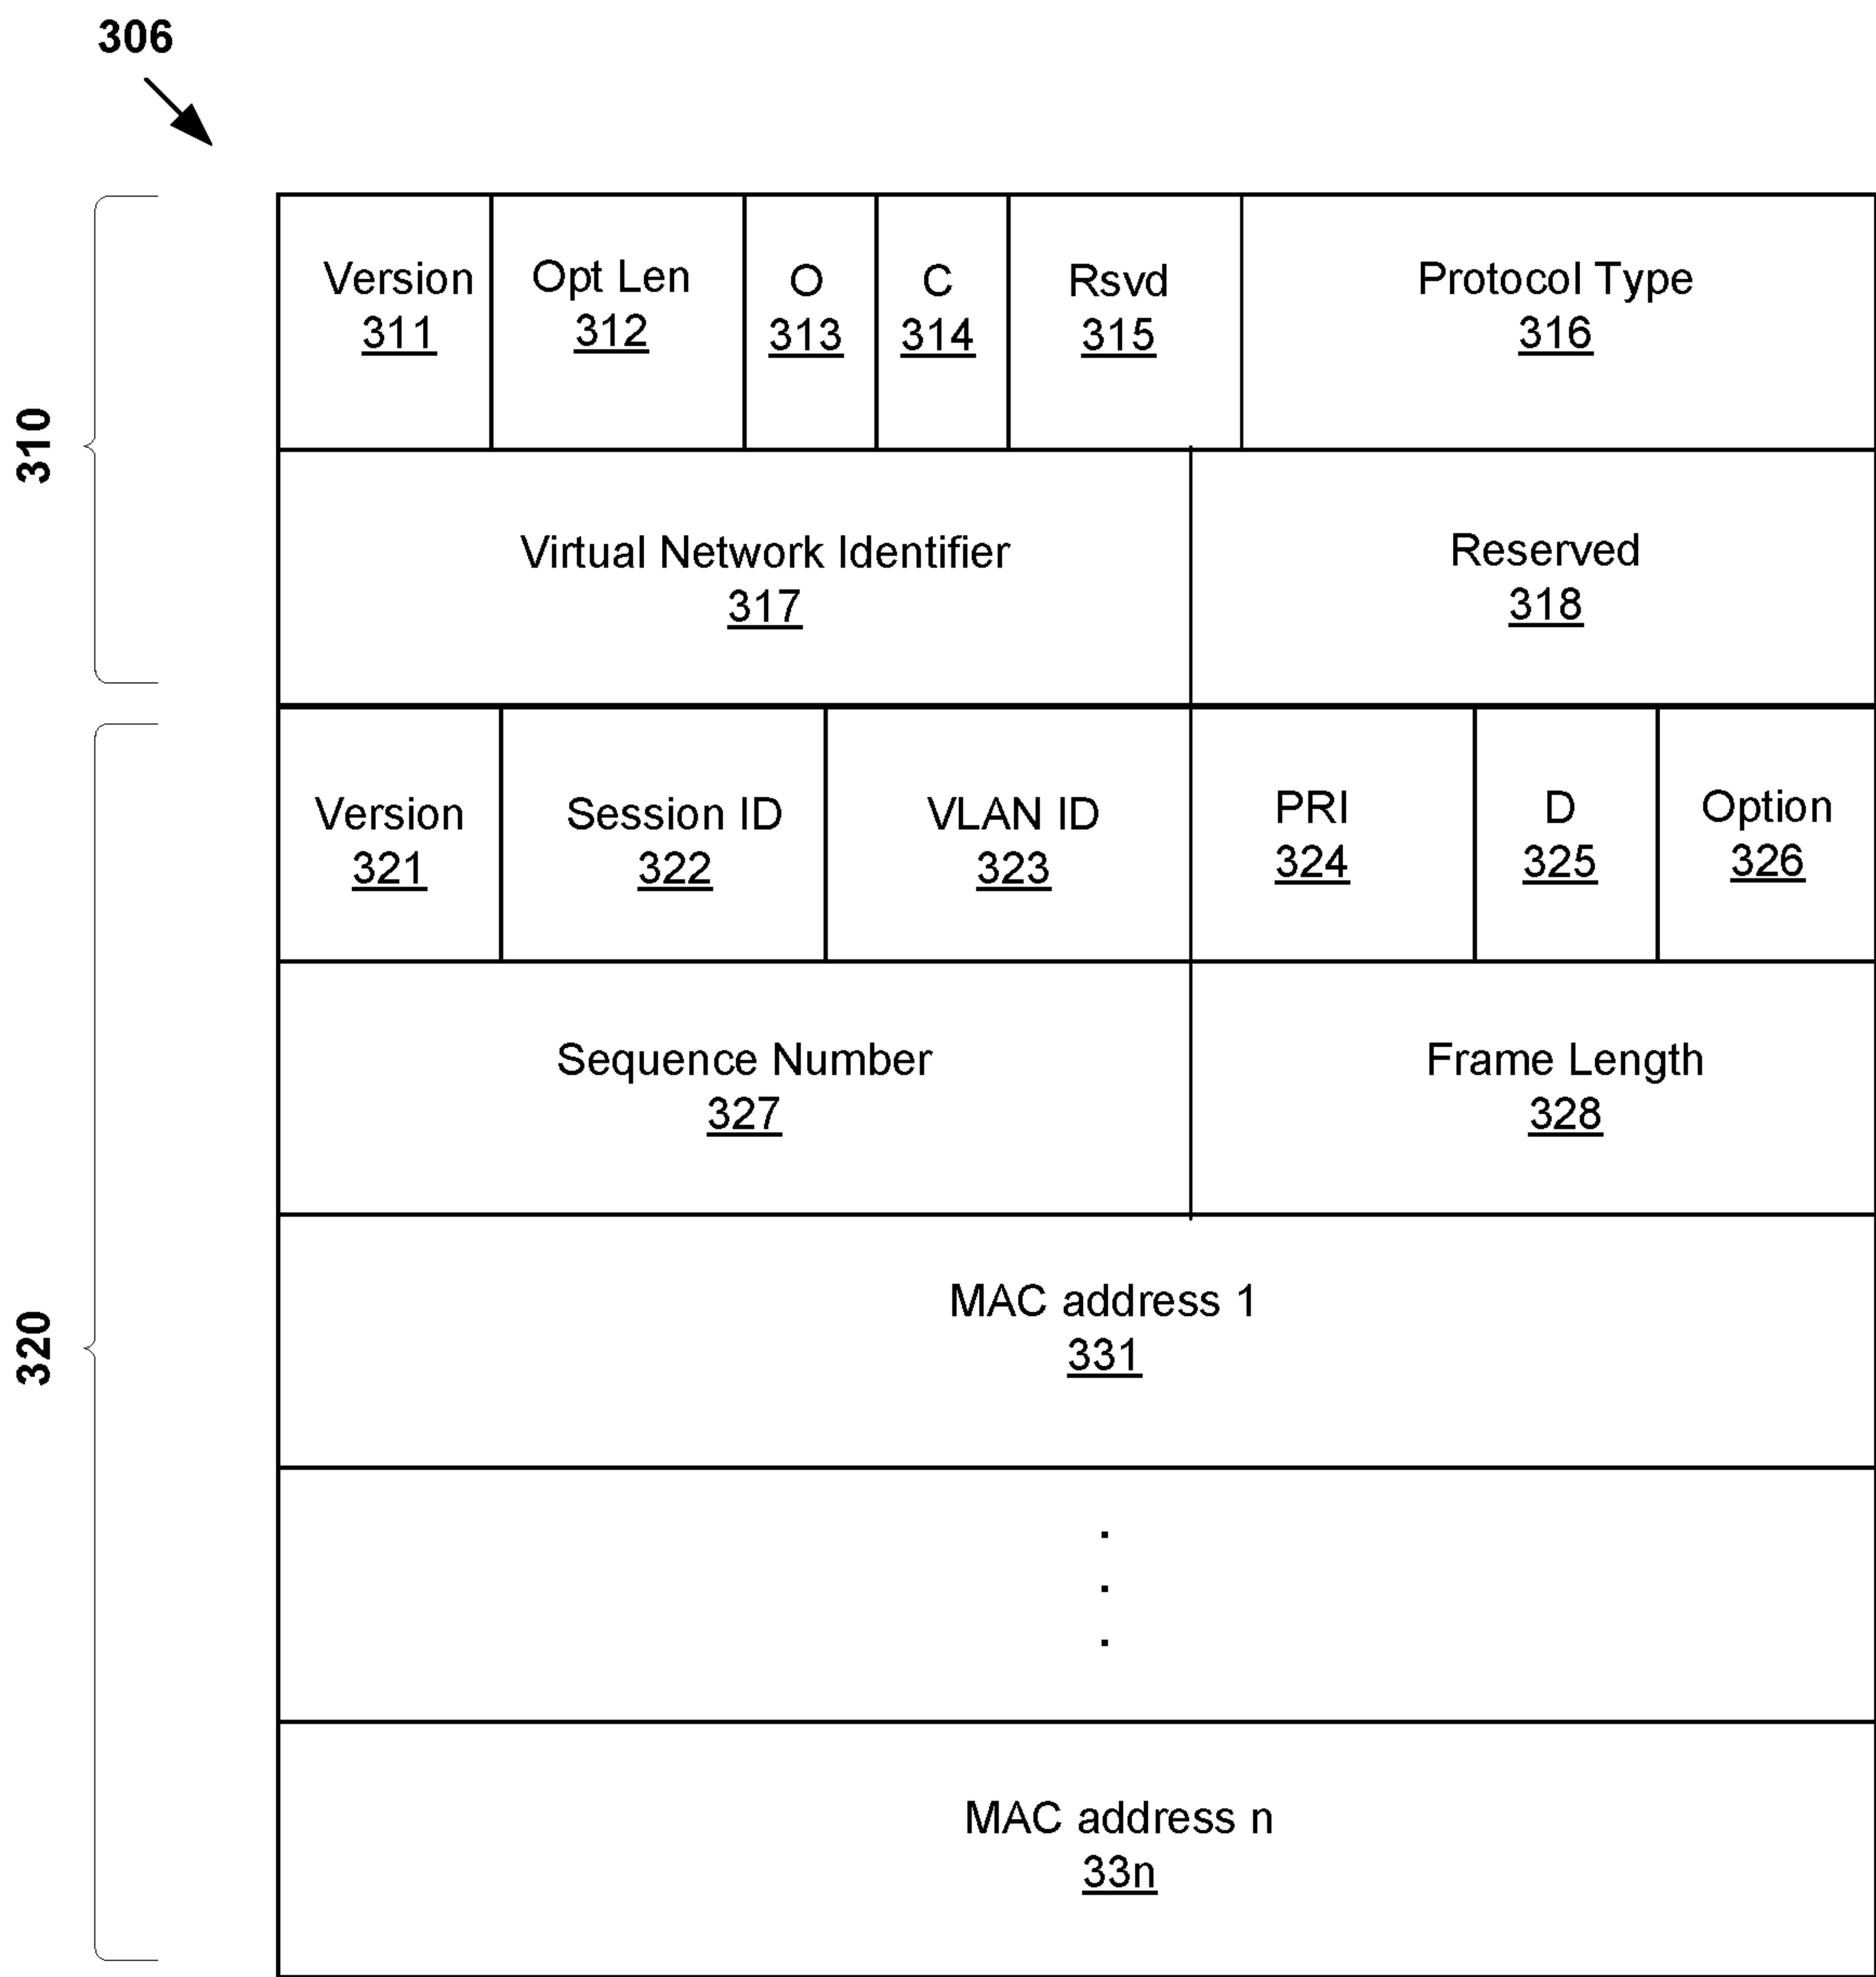 306
310
Version
311
Opt Len
312
O
313
C
314
Rsvd
315
Protocol Type
316
Virtual Network Identifier
317
Reserved
318
320
Version
321
Session ID
322
VLAN ID
323
PRI
324
D
325
Option
326
Sequence Number
327
Frame Length
328
MAC address 1
331
.
.
.
MAC address n
33n